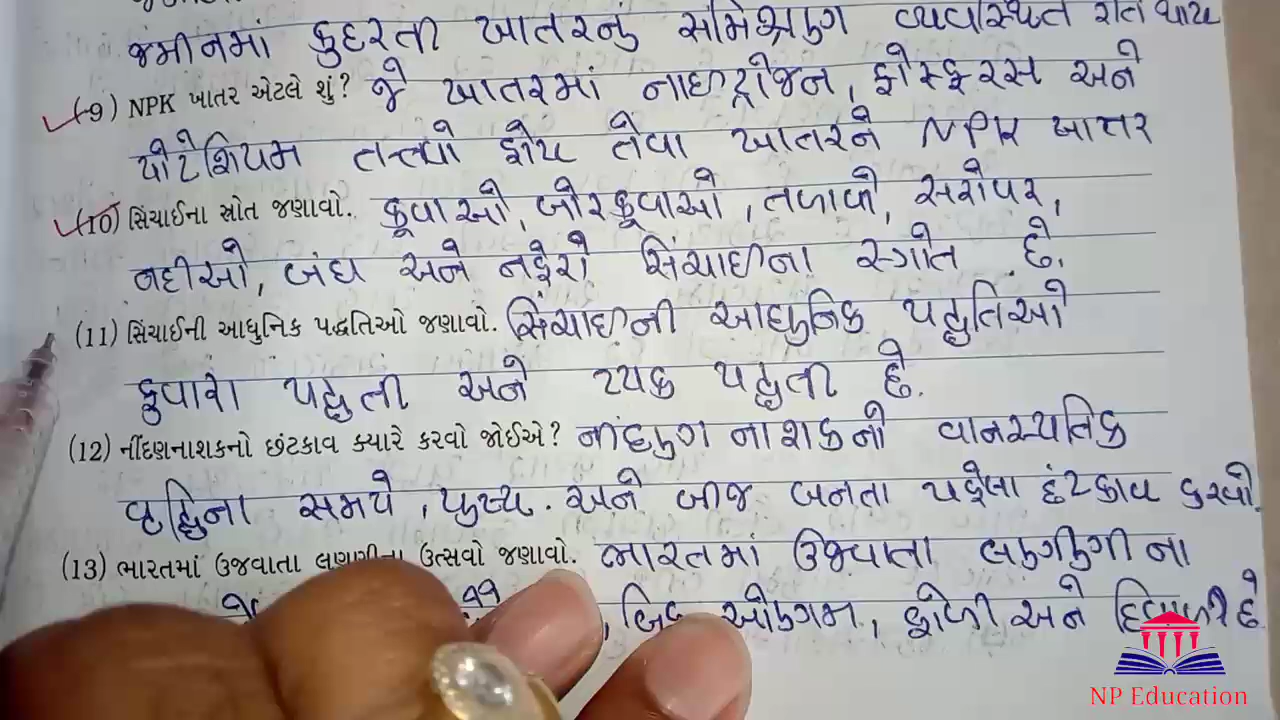 જમીનમાં કુદરતી ખાતરનું સંમિશ્રણ વ્યવસ્થિત રીતે થાય
(9) NPK ખાતર એટલે શું? જે ખાતરમાં નાઇટ્રોજન, ફોસ્ફરસ અને
પોટેશિયમ તત્ત્વો હોય તેવા ખાતરને NPK ખાતર
(10) સિંચાઈના સ્રોત જણાવો. કૂવાઓ, બોરકૂવાઓ, તળાવો, સરોવર,
નદીઓ, બંધ અને નહેરો સિંચાઈના સ્ત્રોત છે.
(11) સિંચાઈની આધુનિક પદ્ધતિઓ જણાવો. સિંચાઈની આધુનિક પદ્ધતિઓ
ફુવારા પદ્ધતી અને ટપક પદ્ધતી છે.
(12) નીંદણનાશકનો છંટકાવ ક્યારે કરવો જોઈએ? નીંદણ નાશકનો વાનસ્પતિક
વૃદ્ધિના સમયે, પુષ્પ. અને બીજ બનતા પહેલા છંટકાવ કરવો.
(13) ભારતમાં ઉજવાતા લણણીના ઉત્સવો જણાવો. ભારતમાં ઉજવાતા લણણીના
, બિહુ ઓણમ, હોળી અને દિવાળી છે
NP Education